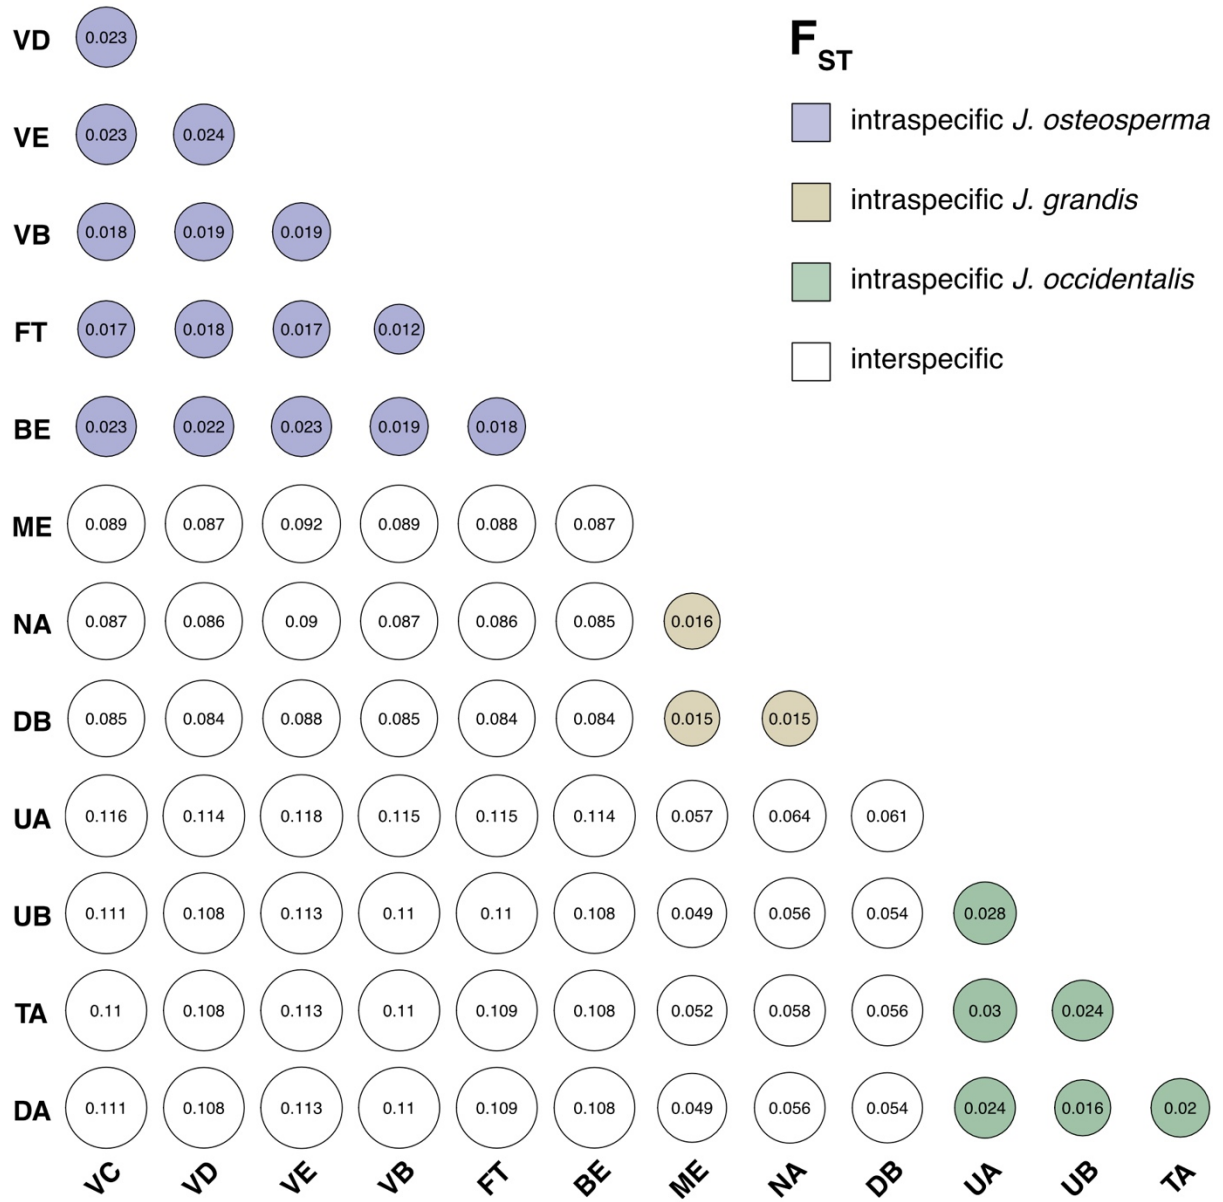 VD 0.023
F ST
intraspecific J. osteosperma
VE 0.023 0.024
intraspecific J. grandis
VB 0.018 0.019 0.019
intraspecific J. occidentalis
FT 0.017 0.018 0.017 0.012
interspecific
BE 0.023 0.022 0.023 0.019 0.018
ME 0.089 0.087 0.092 0.089 0.088 0.087
NA 0.087 0.086 0.09 0.087 0.086 0.085 0.016
DB 0.085 0.084 0.088 0.085 0.084 0.084 0.015 0.015
UA 0.116 0.114 0.118 0.115 0.115 0.114 0.057 0.064 0.061
UB 0.111 0.108 0.113 0.11 0.11 0.108 0.049 0.056 0.054 0.028
TA 0.11 0.108 0.113 0.11 0.109 0.108 0.052 0.058 0.056 0.03 0.024
DA 0.111 0.108 0.113 0.11 0.109 0.108 0.049 0.056 0.054 0.024 0.016 0.02
VC VD VE VB FT BE ME NA DB UA UB TA